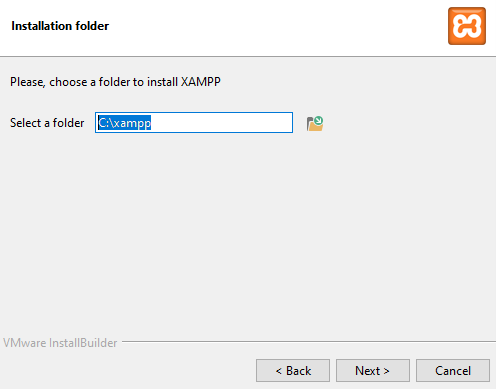 Installation folder
Please, choose a folder to install XAMPP
Select a folder C:\xampp
VMware InstallBuilder
< Back Next > Cancel